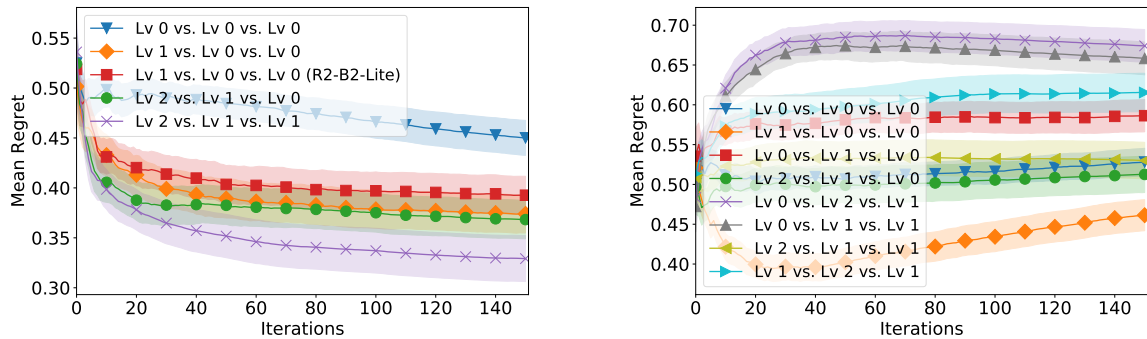 Mean Regret
0.55
0.50
0.45
0.40
0.35
0.30
Lv 0 vs. Lv 0 vs. Lv 0
Lv 1 vs. Lv 0 vs. Lv 0
Lv 1 vs. Lv 0 vs. Lv 0 (R2-B2-Lite)
Lv 2 vs. Lv 1 vs. Lv 0
Lv 2 vs. Lv 1 vs. Lv 1
0 20 40 60 80 100 120 140
Iterations
Mean Regret
0.70
0.65
0.60
0.55
0.50
0.45
0.40
Lv 0 vs. Lv 0 vs. Lv 0
Lv 1 vs. Lv 0 vs. Lv 0
Lv 0 vs. Lv 1 vs. Lv 0
Lv 2 vs. Lv 1 vs. Lv 0
Lv 0 vs. Lv 2 vs. Lv 1
Lv 0 vs. Lv 1 vs. Lv 1
Lv 2 vs. Lv 1 vs. Lv 1
Lv 1 vs. Lv 2 vs. Lv 1
0 20 40 60 80 100 120 140
Iterations